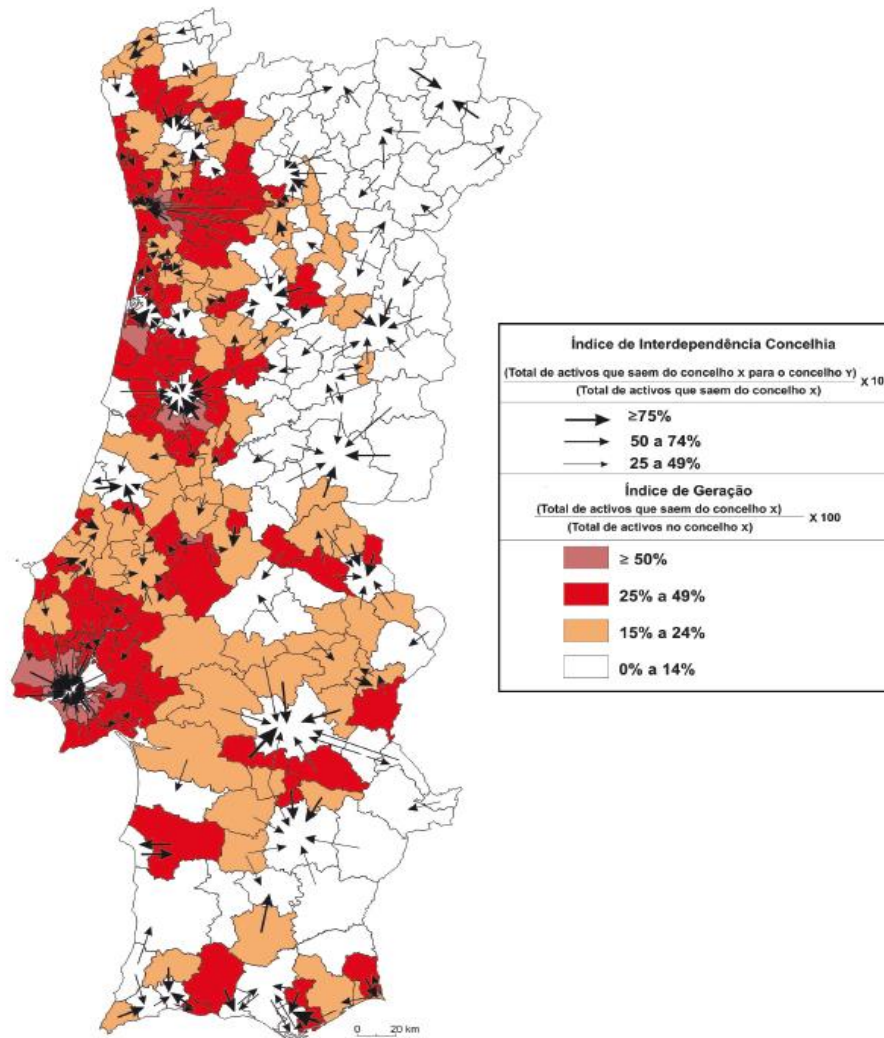 Índice de Interdependência Concelhia
(Total de activos que saem do concelho x para o concelho Y)
X 10
(Total de activos que saem do concelho x)
≥75%
50 a 74%
25 a 49%
Índice de Geração
(Total de activos que saem do concelho x)
X 100
(Total de activos no concelho x)
≥ 50%
25% a 49%
15% a 24%
0% a 14%
0 20 km